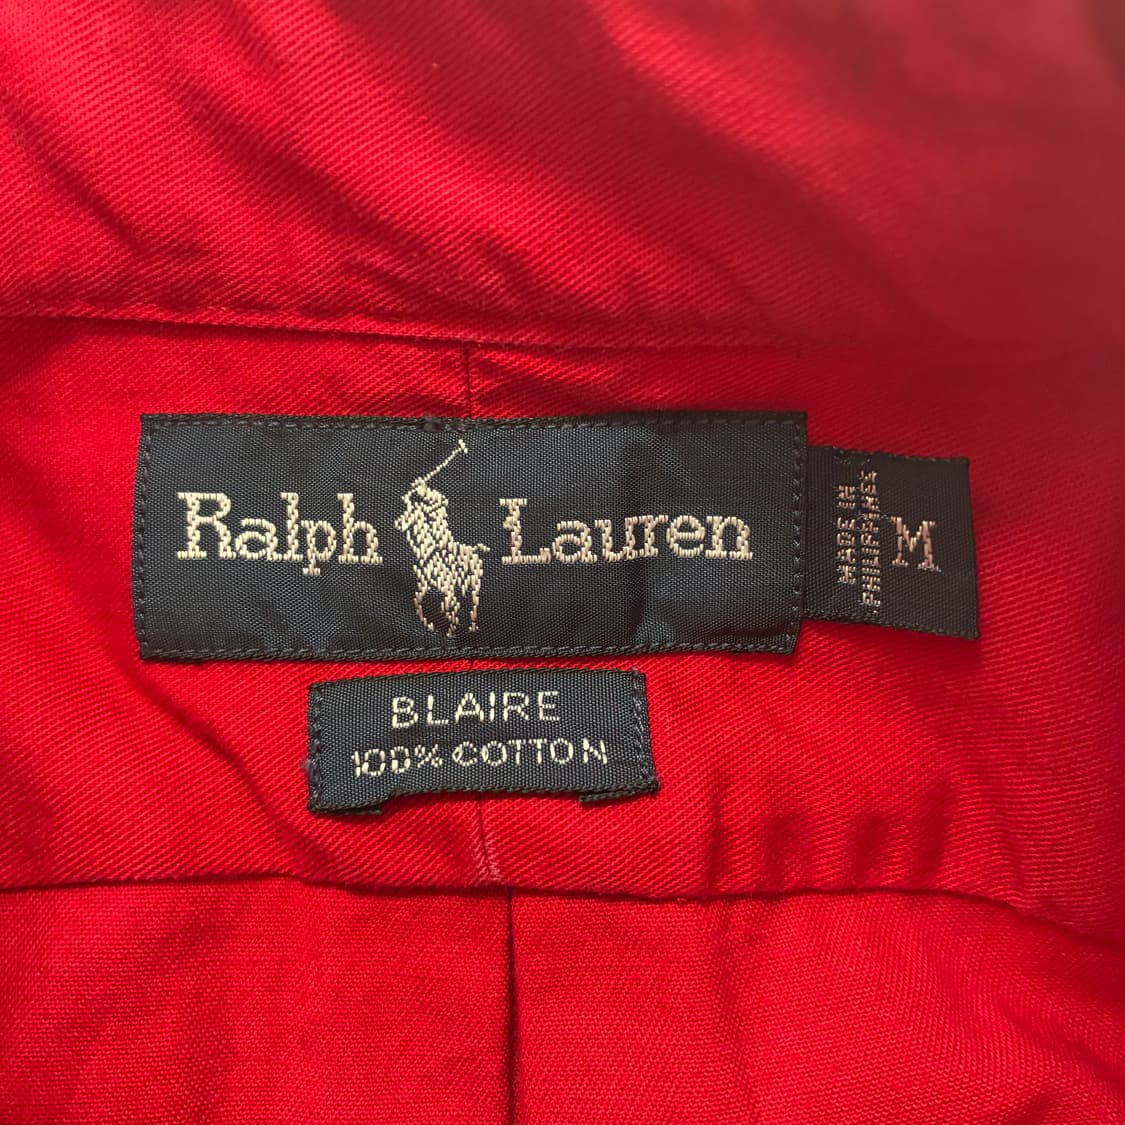 Ralph Lauren
MADE IN
PHILIPPINES
M
BLAIRE
100% COTTON